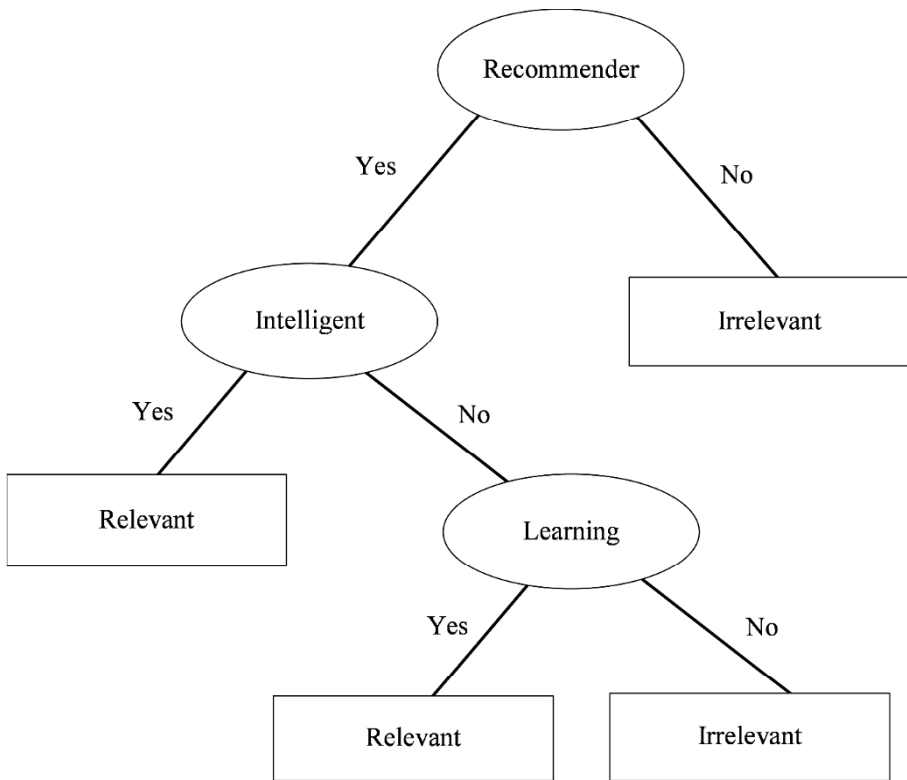 Recommender
Yes
No
Intelligent
Irrelevant
Yes
No
Relevant
Learning
Yes
No
Relevant
Irrelevant